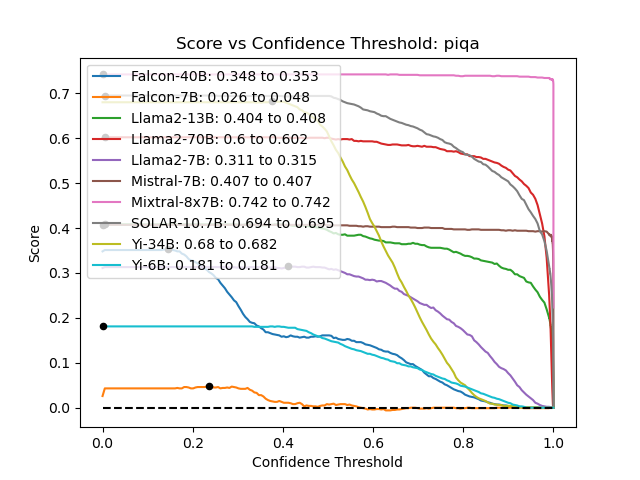 Score vs Confidence Threshold: piqa
Falcon-40B: 0.348 to 0.353
Falcon-7B: 0.026 to 0.048
Llama2-13B: 0.404 to 0.408
Llama2-70B: 0.6 to 0.602
Llama2-7B: 0.311 to 0.315
Mistral-7B: 0.407 to 0.407
Mixtral-8x7B: 0.742 to 0.742
SOLAR-10.7B: 0.694 to 0.695
Yi-34B: 0.68 to 0.682
Yi-6B: 0.181 to 0.181
Score
0.7
0.6
0.5
0.4
0.3
0.2
0.1
0.0
0.0 0.2 0.4 0.6 0.8 1.0
Confidence Threshold